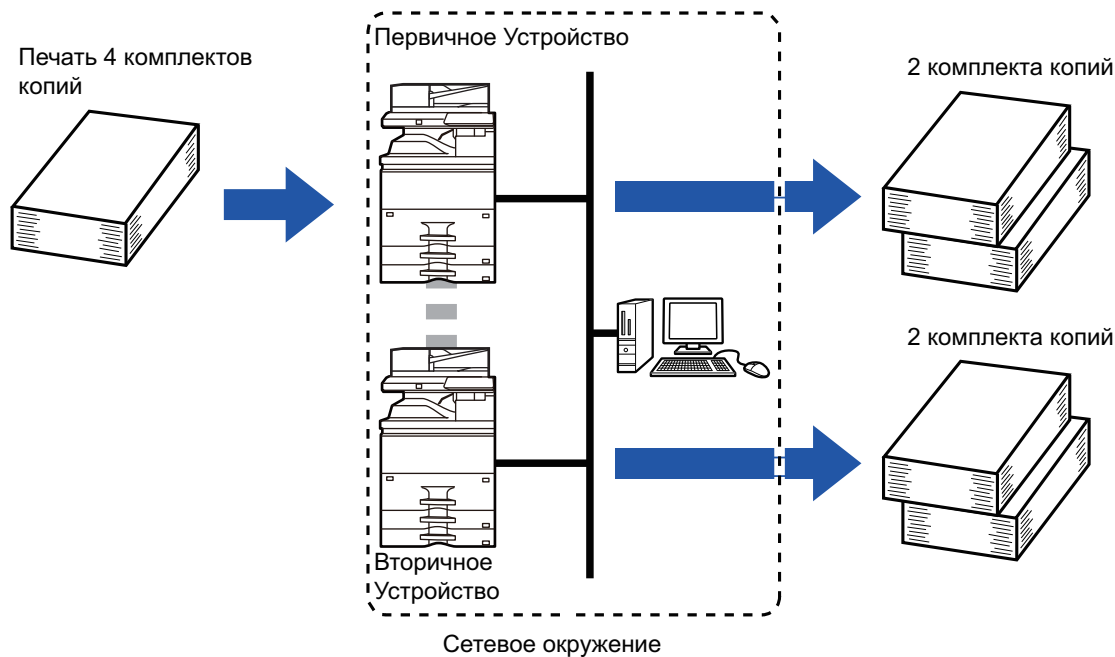 Печать 4 комплектов
копий
Первичное Устройство
2 комплекта копий
2 комплекта копий
Вторичное
Устройство
Сетевое окружение